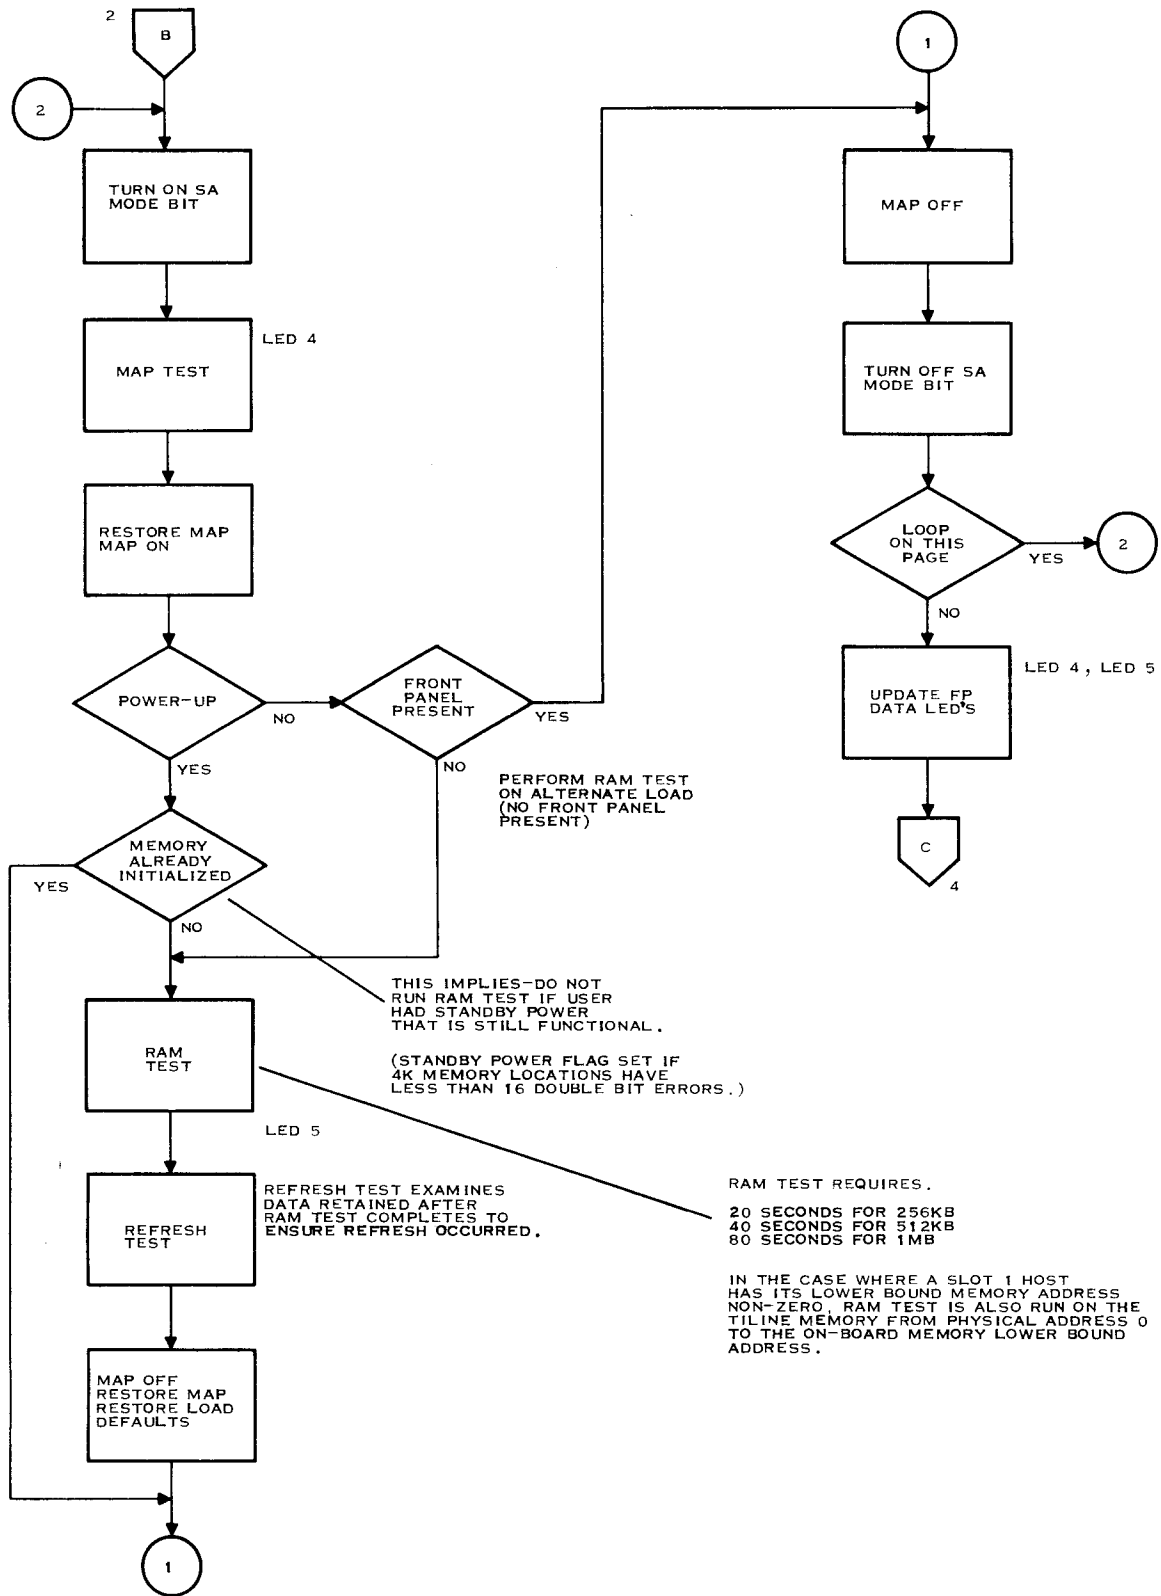 2
B
2
TURN ON SA
MODE BIT
LED 4
MAP TEST
RESTORE MAP
MAP ON
POWER-UP
NO
YES
FRONT
PANEL
PRESENT
YES
NO
PERFORM RAM TEST
ON ALTERNATE LOAD
(NO FRONT PANEL
PRESENT)
MEMORY
ALREADY
INITIALIZED
YES
NO
THIS IMPLIES-DO NOT
RUN RAM TEST IF USER
HAD STANDBY POWER
THAT IS STILL FUNCTIONAL.
(STANDBY POWER FLAG SET IF
4K MEMORY LOCATIONS HAVE
LESS THAN 16 DOUBLE BIT ERRORS.)
RAM
TEST
LED 5
REFRESH
TEST
REFRESH TEST EXAMINES
DATA RETAINED AFTER
RAM TEST COMPLETES TO
ENSURE REFRESH OCCURRED.
MAP OFF
RESTORE MAP
RESTORE LOAD
DEFAULTS
1
1
MAP OFF
TURN OFF SA
MODE BIT
LOOP
ON THIS
PAGE
YES
2
NO
LED 4, LED 5
UPDATE FP
DATA LED'S
C
4
RAM TEST REQUIRES.
20 SECONDS FOR 256KB
40 SECONDS FOR 512KB
80 SECONDS FOR 1MB
IN THE CASE WHERE A SLOT 1 HOST
HAS ITS LOWER BOUND MEMORY ADDRESS
NON-ZERO, RAM TEST IS ALSO RUN ON THE
TILINE MEMORY FROM PHYSICAL ADDRESS 0
TO THE ON-BOARD MEMORY LOWER BOUND
ADDRESS.